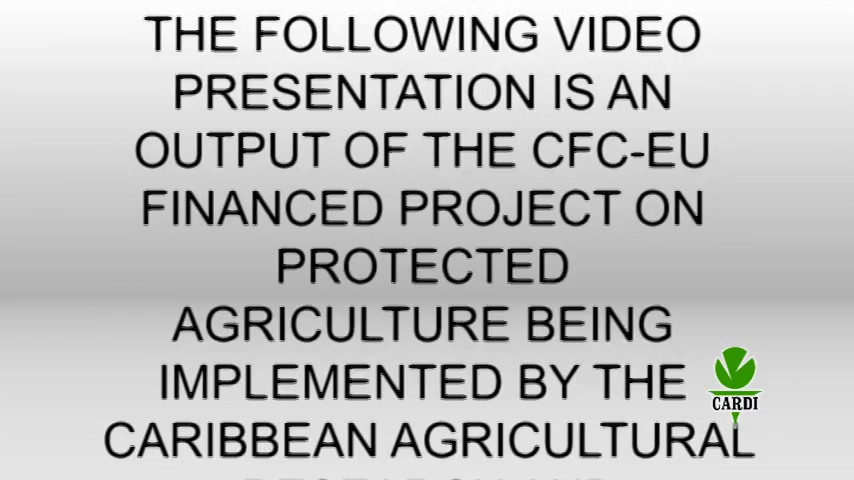 THE FOLLOWING VIDEO
PRESENTATION IS AN
OUTPUT OF THE CFC-EU
FINANCED PROJECT ON
PROTECTED
AGRICULTURE BEING
IMPLEMENTED BY THE
CARIBBEAN AGRICULTURAL
CARDI